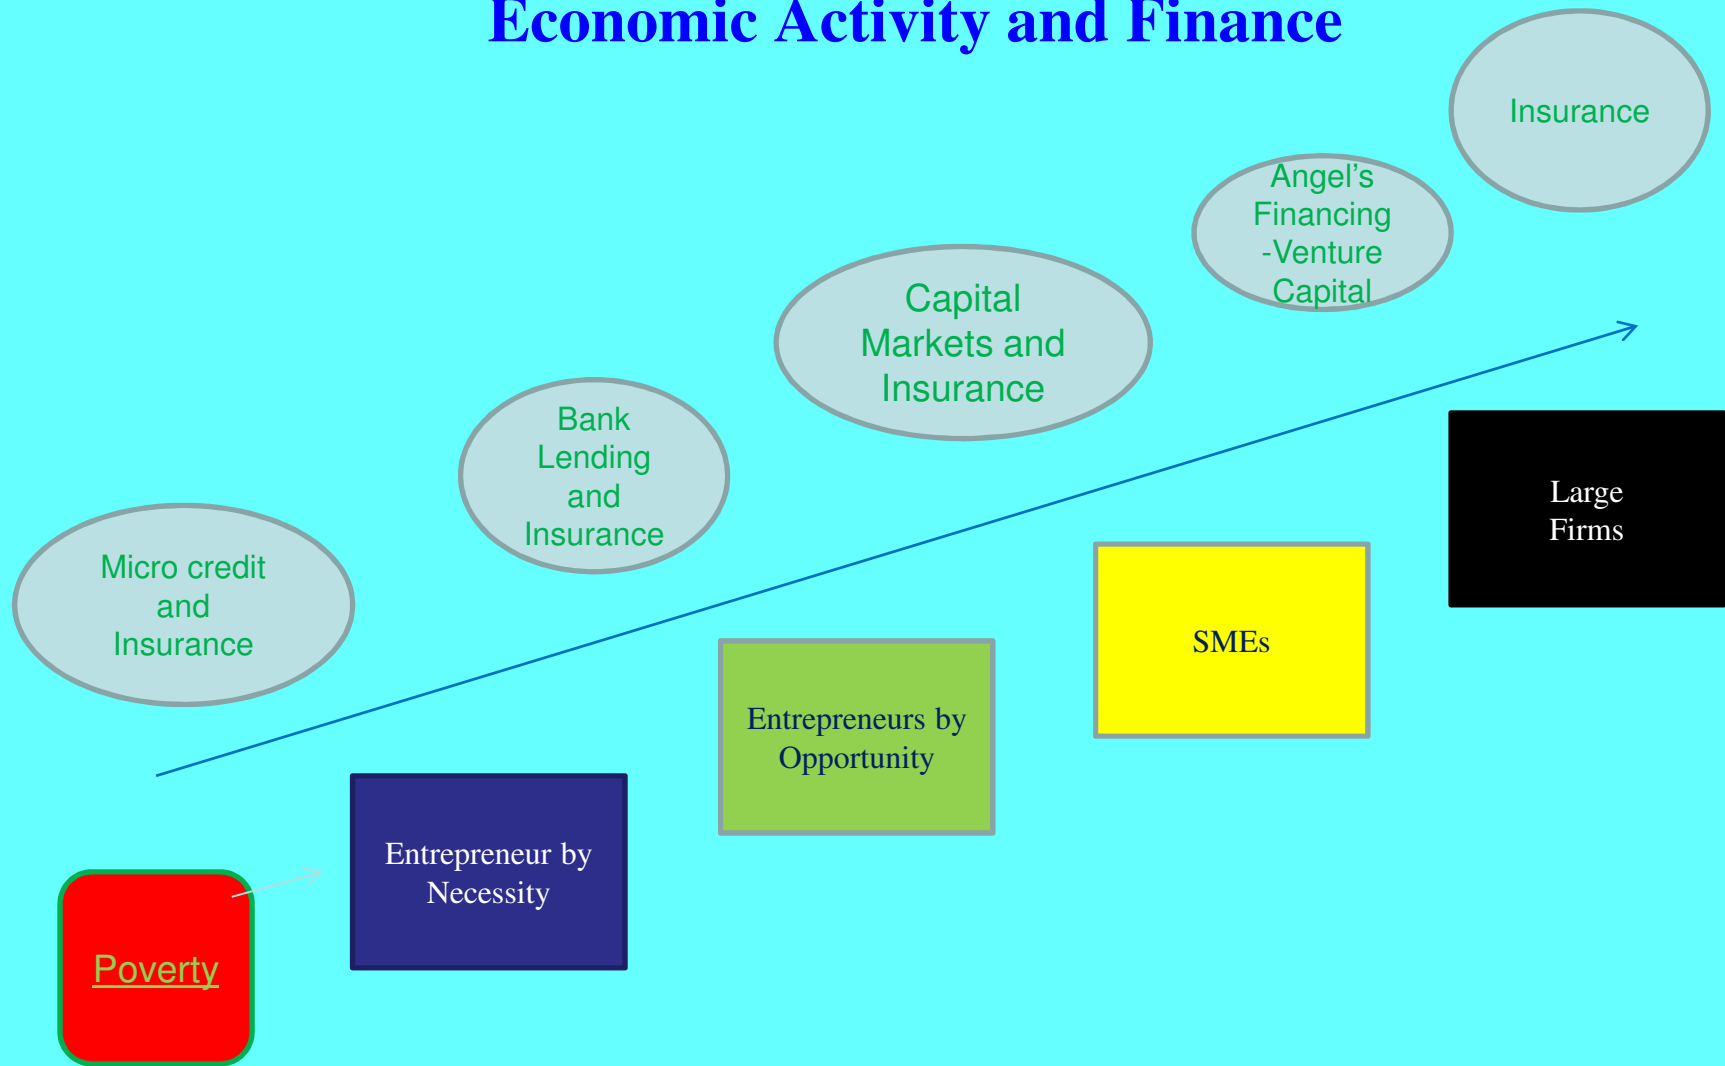 Economic Activity and Finance
Insurance
Angel’s
Financing
-Venture
Capital
Capital
Markets and
Insurance
Bank
Lending
and
Insurance
Micro credit
and
Insurance
Large
Firms
SMEs
Entrepreneurs by
Opportunity
Entrepreneur by
Necessity
Poverty